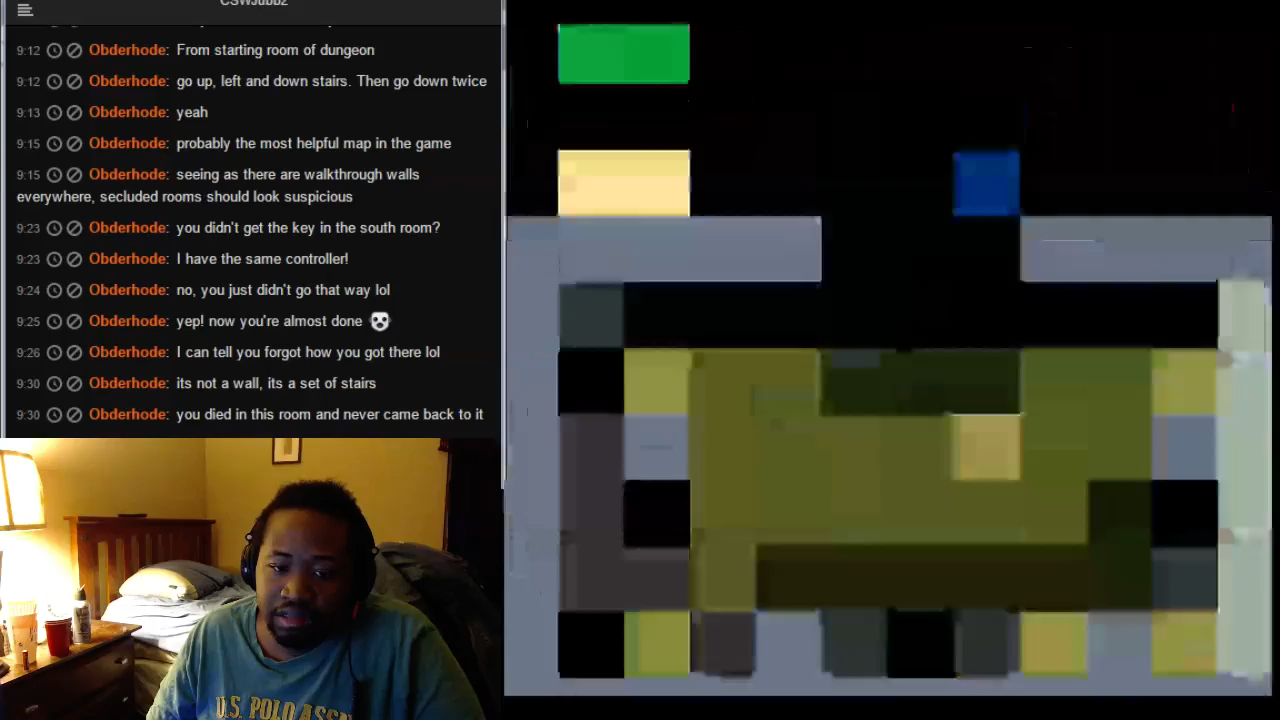 CSWJubb2
9:12 Obderhode: From starting room of dungeon
9:12 Obderhode: go up, left and down stairs. Then go down twice
9:13 Obderhode: yeah
9:15 Obderhode: probably the most helpful map in the game
9:15 Obderhode: seeing as there are walkthrough walls
everywhere, secluded rooms should look suspicious
9:23 Obderhode: you didn't get the key in the south room?
9:23 Obderhode: I have the same controller!
9:24 Obderhode: no, you just didn't go that way lol
9:25 Obderhode: yep! now you're almost done
9:26 Obderhode: I can tell you forgot how you got there lol
9:30 Obderhode: its not a wall, its a set of stairs
9:30 Obderhode: you died in this room and never came back to it
U.S. POLO ASSN